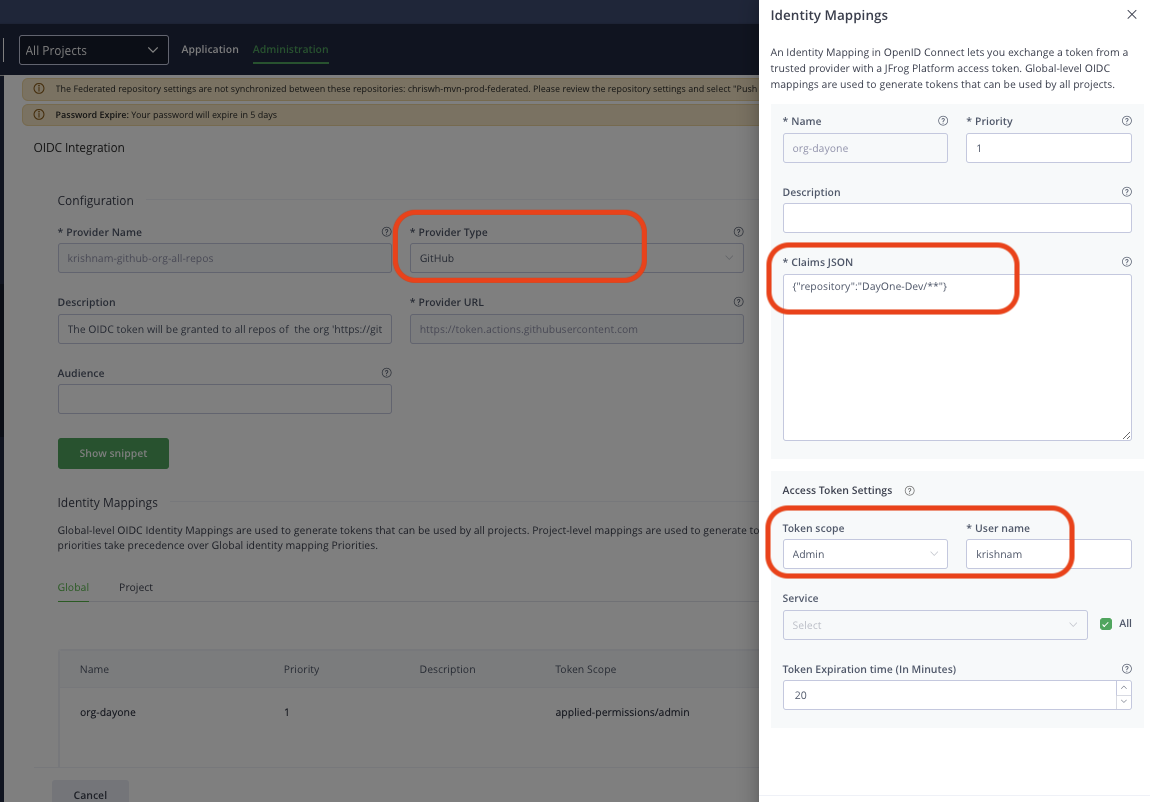 All Projects
Application
Administration
The Federated repository settings are not synchronized between these repositories: chriswh-mvn-prod-federated. Please review the repository settings and select "Push
Password Expire: Your password will expire in 5 days
OIDC Integration
Configuration
* Provider Name
* Provider Type
krishnam-github-org-all-repos
GitHub
Description
* Provider URL
The OIDC token will be granted to all repos of the org 'https://git
https://token.actions.githubusercontent.com
Audience
Show snippet
Identity Mappings
Global-level OIDC Identity Mappings are used to generate tokens that can be used by all projects. Project-level mappings are used to generate to
priorities take precedence over Global identity mapping Priorities.
Global
Project
Name
Priority
Description
Token Scope
org-dayone
1
applied-permissions/admin
Cancel
Identity Mappings
An Identity Mapping in OpenID Connect lets you exchange a token from a
trusted provider with a JFrog Platform access token. Global-level OIDC
mappings are used to generate tokens that can be used by all projects.
* Name
* Priority
org-dayone
1
Description
* Claims JSON
{"repository":"DayOne-Dev/**"}
Access Token Settings
Token scope
* User name
Admin
krishnam
Service
Select
All
Token Expiration time (In Minutes)
20